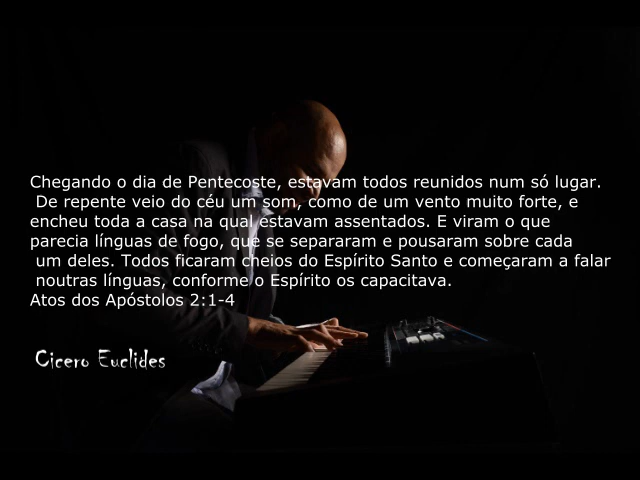 Chegando o dia de Pentecoste, estavam todos reunidos num só lugar.
De repente veio do céu um som, como de um vento muito forte, e
encheu toda a casa na qual estavam assentados. E viram o que
parecia línguas de fogo, que se separaram e pousaram sobre cada
um deles. Todos ficaram cheios do Espírito Santo e começaram a falar
noutras línguas, conforme o Espírito os capacitava.
Atos dos Apóstolos 2:1-4
Cicero Euclides